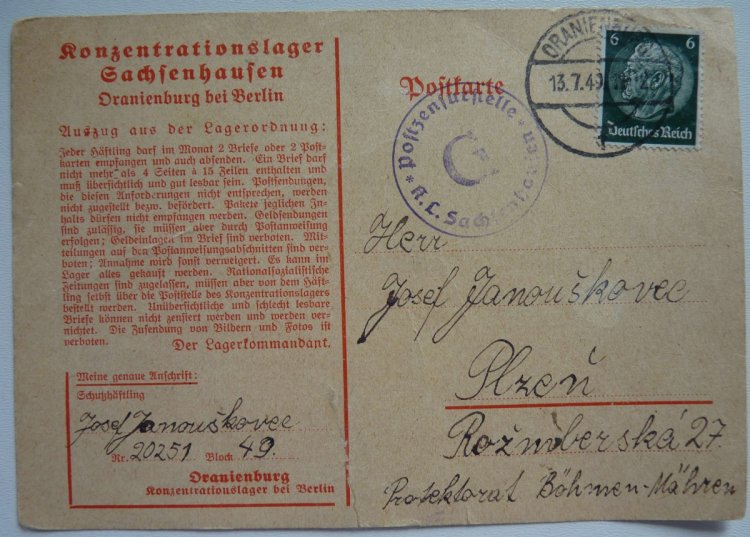 Konzentrationslager
Sachsenhausen
Oranienburg bei Berlin
Auszug aus der Lagerordnung:
Jeder Häftling darf im Monat 2 Briefe oder 2 Post-
karten empfangen und auch absenden. Ein Brief darf
nicht mehr als 4 Seiten à 15 Zeilen enthalten und
muß übersichtlich und gut lesbar sein. Postsendungen,
die diesen Anforderungen nicht entsprechen, werden
nicht zugestellt bezw. befördert. Pakete jeglichen In-
halts dürfen nicht empfangen werden. Geldsendungen
sind zulässig, sie müssen aber durch Postanweisung
erfolgen; Geldeinlagen im Brief sind verboten. Mit-
teilungen auf den Postanweisungsabschnitten sind ver-
boten; Annahme wird sonst verweigert. Es kann im
Lager alles gekauft werden. Nationalsozialistische
Zeitungen sind zugelassen, müssen aber von dem Häft-
ling selbst über die Poststelle des Konzentrationslagers
bestellt werden. Unübersichtliche und schlecht lesbare
Briefe können nicht zensiert werden und werden ver-
nichtet. Die Zusendung von Bildern und Fotos ist
verboten.
Der Lagerkommandant.
Meine genaue Anschrift:
Schutzhäftling
Josef Janouškovec
Nr. 20251 Block 49.
Oranienburg
Konzentrationslager bei Berlin
Postkarte
ORANIENBURG
13.7.40
6 6
Deutsches Reich
* Postzensurstelle *
K.L. Sachsenhausen
Herr
Josef Janouškovec
Plzeň
Rožmberská 27
Protektorat Böhmen-Mähren